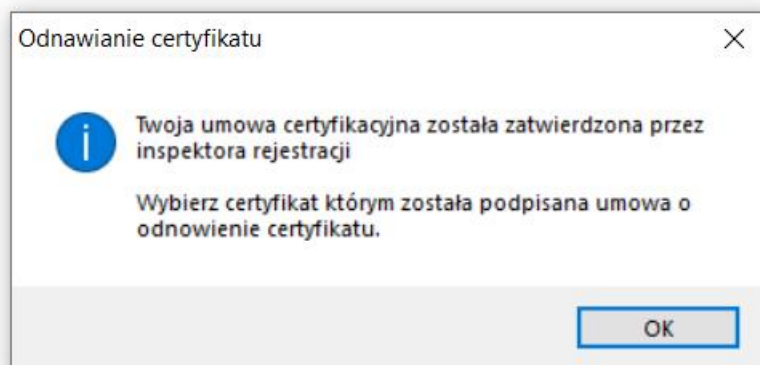 Odnawianie certyfikatu
Twoja umowa certyfikacyjna została zatwierdzona przez
inspektora rejestracji
Wybierz certyfikat którym została podpisana umowa o
odnowienie certyfikatu.
OK